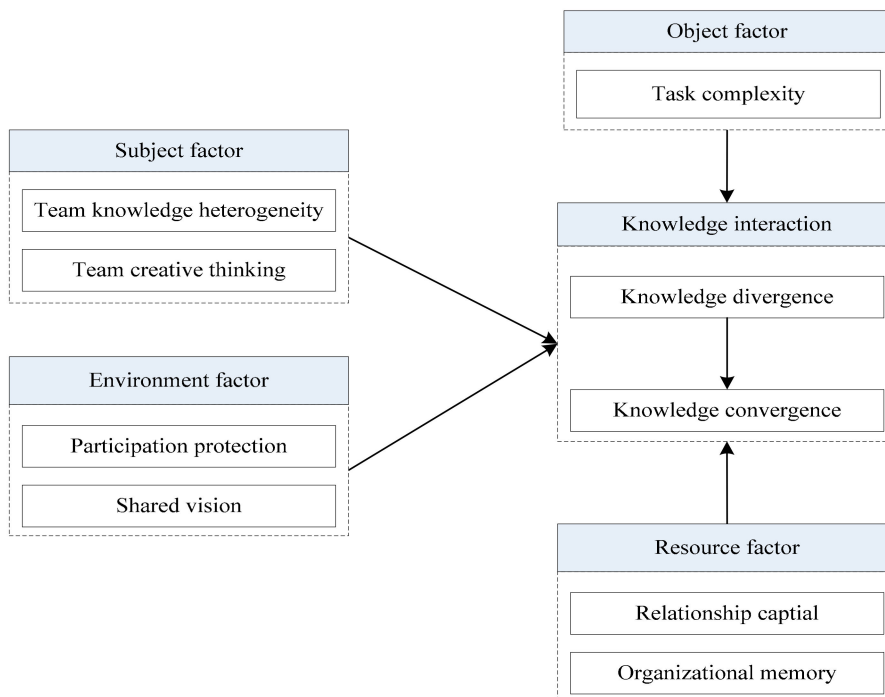 Object factor
Task complexity
Subject factor
Team knowledge heterogeneity
Team creative thinking
Knowledge interaction
Knowledge divergence
Knowledge convergence
Environment factor
Participation protection
Shared vision
Resource factor
Relationship captial
Organizational memory